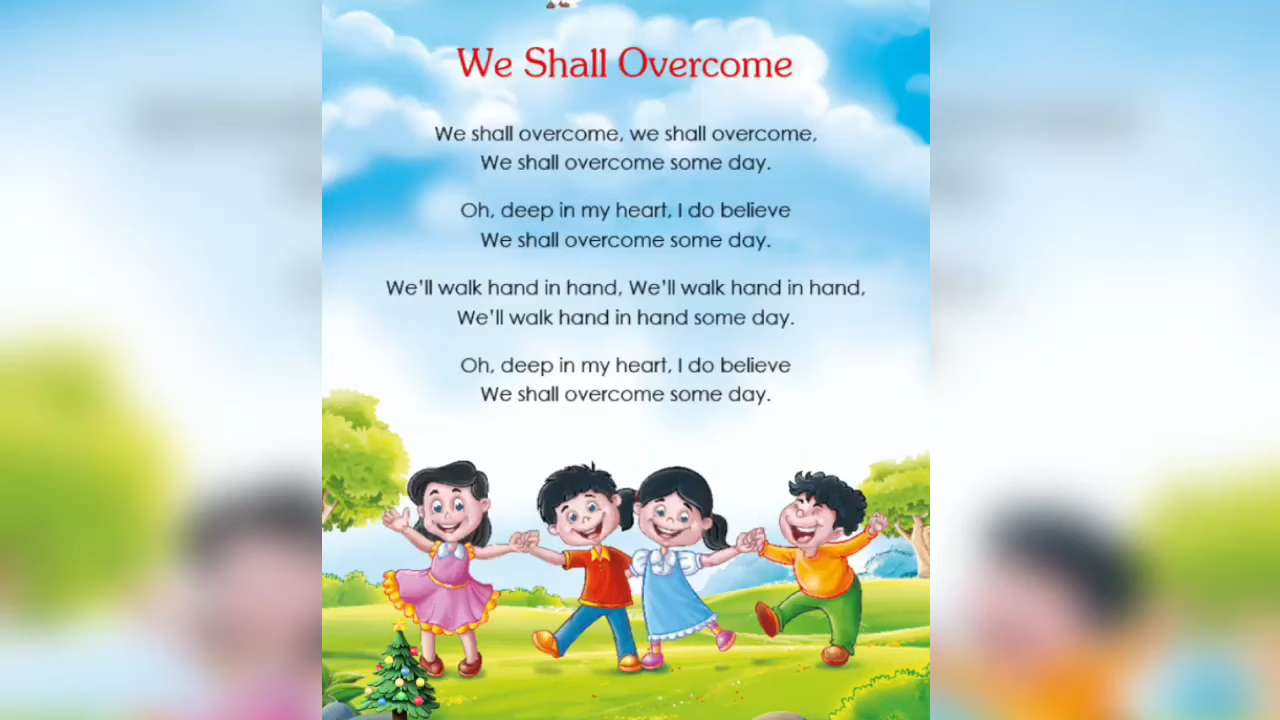 We Shall Overcome
We shall overcome, we shall overcome,
We shall overcome some day.
Oh, deep in my heart, I do believe
We shall overcome some day.
We'll walk hand in hand, We'll walk hand in hand,
We'll walk hand in hand some day.
Oh, deep in my heart, I do believe
We shall overcome some day.